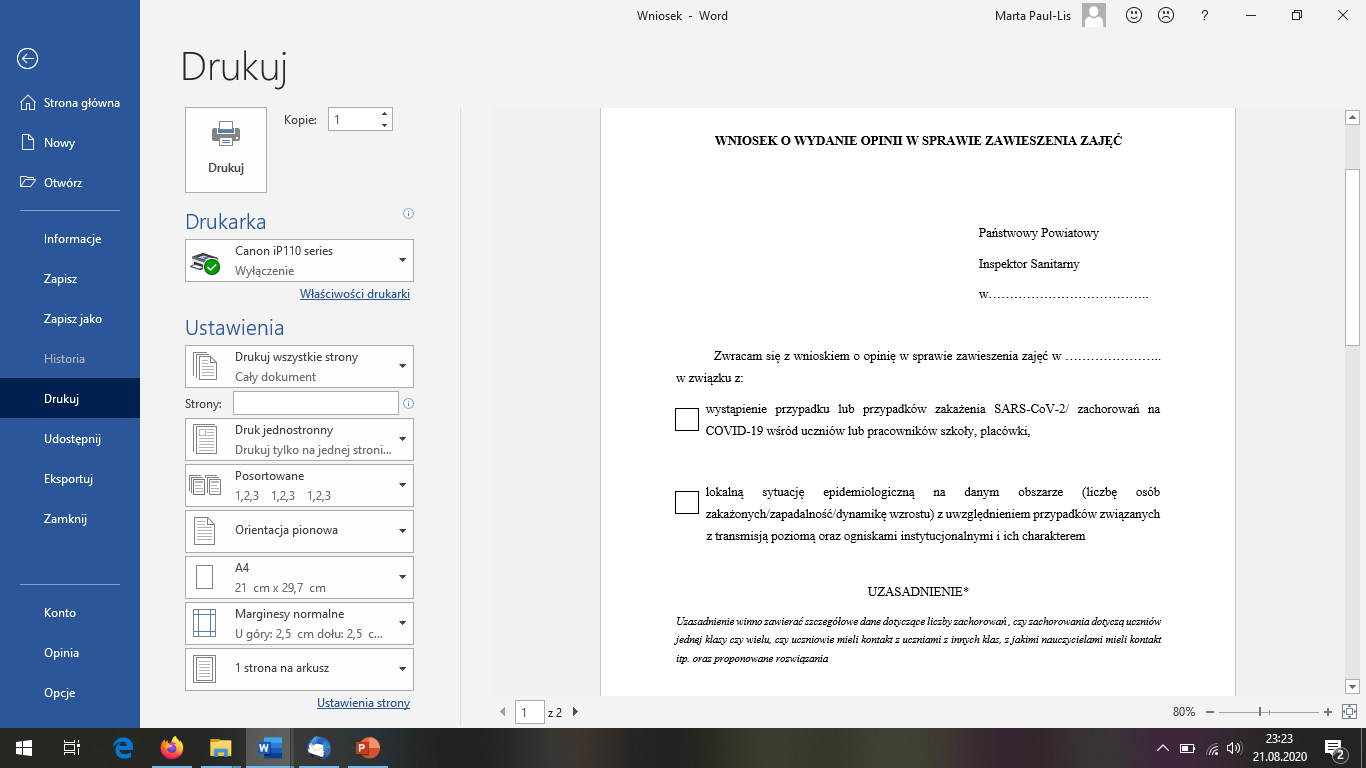 Wniosek - Word
Marta Paul-Lis
?
Drukuj
Strona główna
Nowy
Otwórz
Informacje
Zapisz
Zapisz jako
Historia
Drukuj
Udostępnij
Eksportuj
Zamknij
Konto
Opinia
Opcje
Drukuj
Kopie: 1
Drukarka
Canon iP110 series
Wyłączenie
Właściwości drukarki
Ustawienia
Drukuj wszystkie strony
Cały dokument
Strony:
Druk jednostronny
Drukuj tylko na jednej stroni...
Posortowane
1,2,3 1,2,3 1,2,3
Orientacja pionowa
A4
21 cm x 29,7 cm
Marginesy normalne
U góry: 2,5 cm dołu: 2,5 c...
1 strona na arkusz
Ustawienia strony
WNIOSEK O WYDANIE OPINII W SPRAWIE ZAWIESZENIA ZAJĘĆ
Państwowy Powiatowy
Inspektor Sanitarny
w………………………………..
Zwracam się z wnioskiem o opinię w sprawie zawieszenia zajęć w …………………..
w związku z:
wystąpienie przypadku lub przypadków zakażenia SARS-CoV-2/ zachorowań na
COVID-19 wśród uczniów lub pracowników szkoły, placówki,
lokalną sytuację epidemiologiczną na danym obszarze (liczbę osób
zakażonych/zapadalność/dynamikę wzrostu) z uwzględnieniem przypadków związanych
z transmisją poziomą oraz ogniskami instytucjonalnymi i ich charakterem
UZASADNIENIE*
Uzasadnienie winno zawierać szczegółowe dane dotyczące liczby zachorowań , czy zachorowania dotyczą uczniów
jednej klasy czy wielu, czy uczniowie mieli kontakt z uczniami z innych klas, z jakimi nauczycielami mieli kontakt
itp. oraz proponowane rozwiązania
1 z 2
80%
23:23
21.08.2020
2